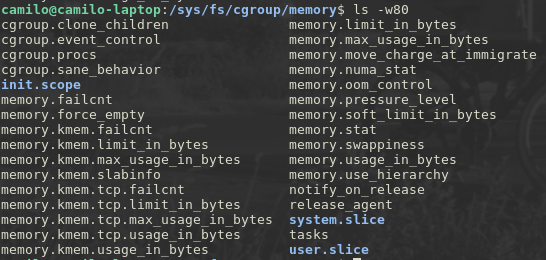 camilo@camilo-laptop:/sys/fs/cgroup/memory$ ls -w80
cgroup.clone_children memory.limit_in_bytes
cgroup.event_control memory.max_usage_in_bytes
cgroup.procs memory.move_charge_at_immigrate
cgroup.sane_behavior memory.numa_stat
init.scope memory.oom_control
memory.failcnt memory.pressure_level
memory.force_empty memory.soft_limit_in_bytes
memory.kmem.failcnt memory.stat
memory.kmem.limit_in_bytes memory.swappiness
memory.kmem.max_usage_in_bytes memory.usage_in_bytes
memory.kmem.slabinfo memory.use_hierarchy
memory.kmem.tcp.failcnt notify_on_release
memory.kmem.tcp.limit_in_bytes release_agent
memory.kmem.tcp.max_usage_in_bytes system.slice
memory.kmem.tcp.usage_in_bytes tasks
memory.kmem.usage_in_bytes user.slice